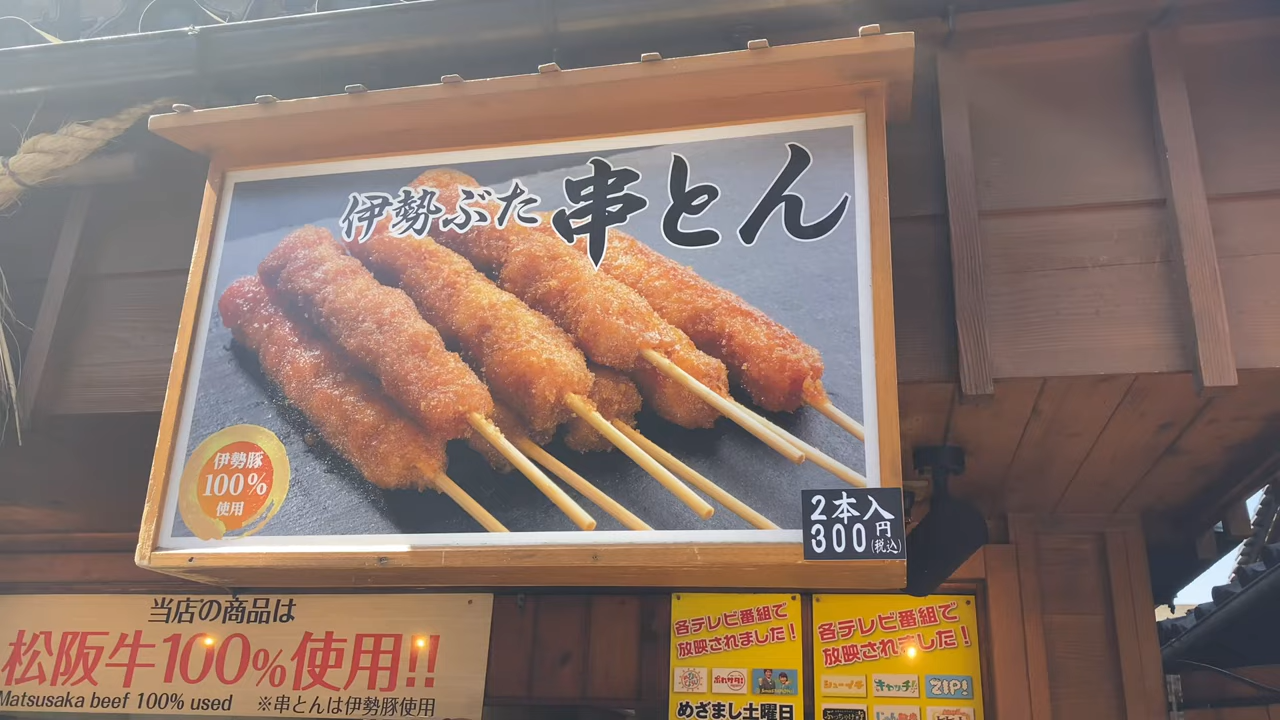 伊勢ぶた 串とん
伊勢豚
100%
使用
2本入
300円(税込)
当店の商品は
松阪牛100%使用!!
Matsusaka beef 100% used ※串とんは伊勢豚使用
各テレビ番組で
放映されました!
めざまし土曜日
各テレビ番組で
放映されました!
シューイチ
キャッチ!
ZIP!